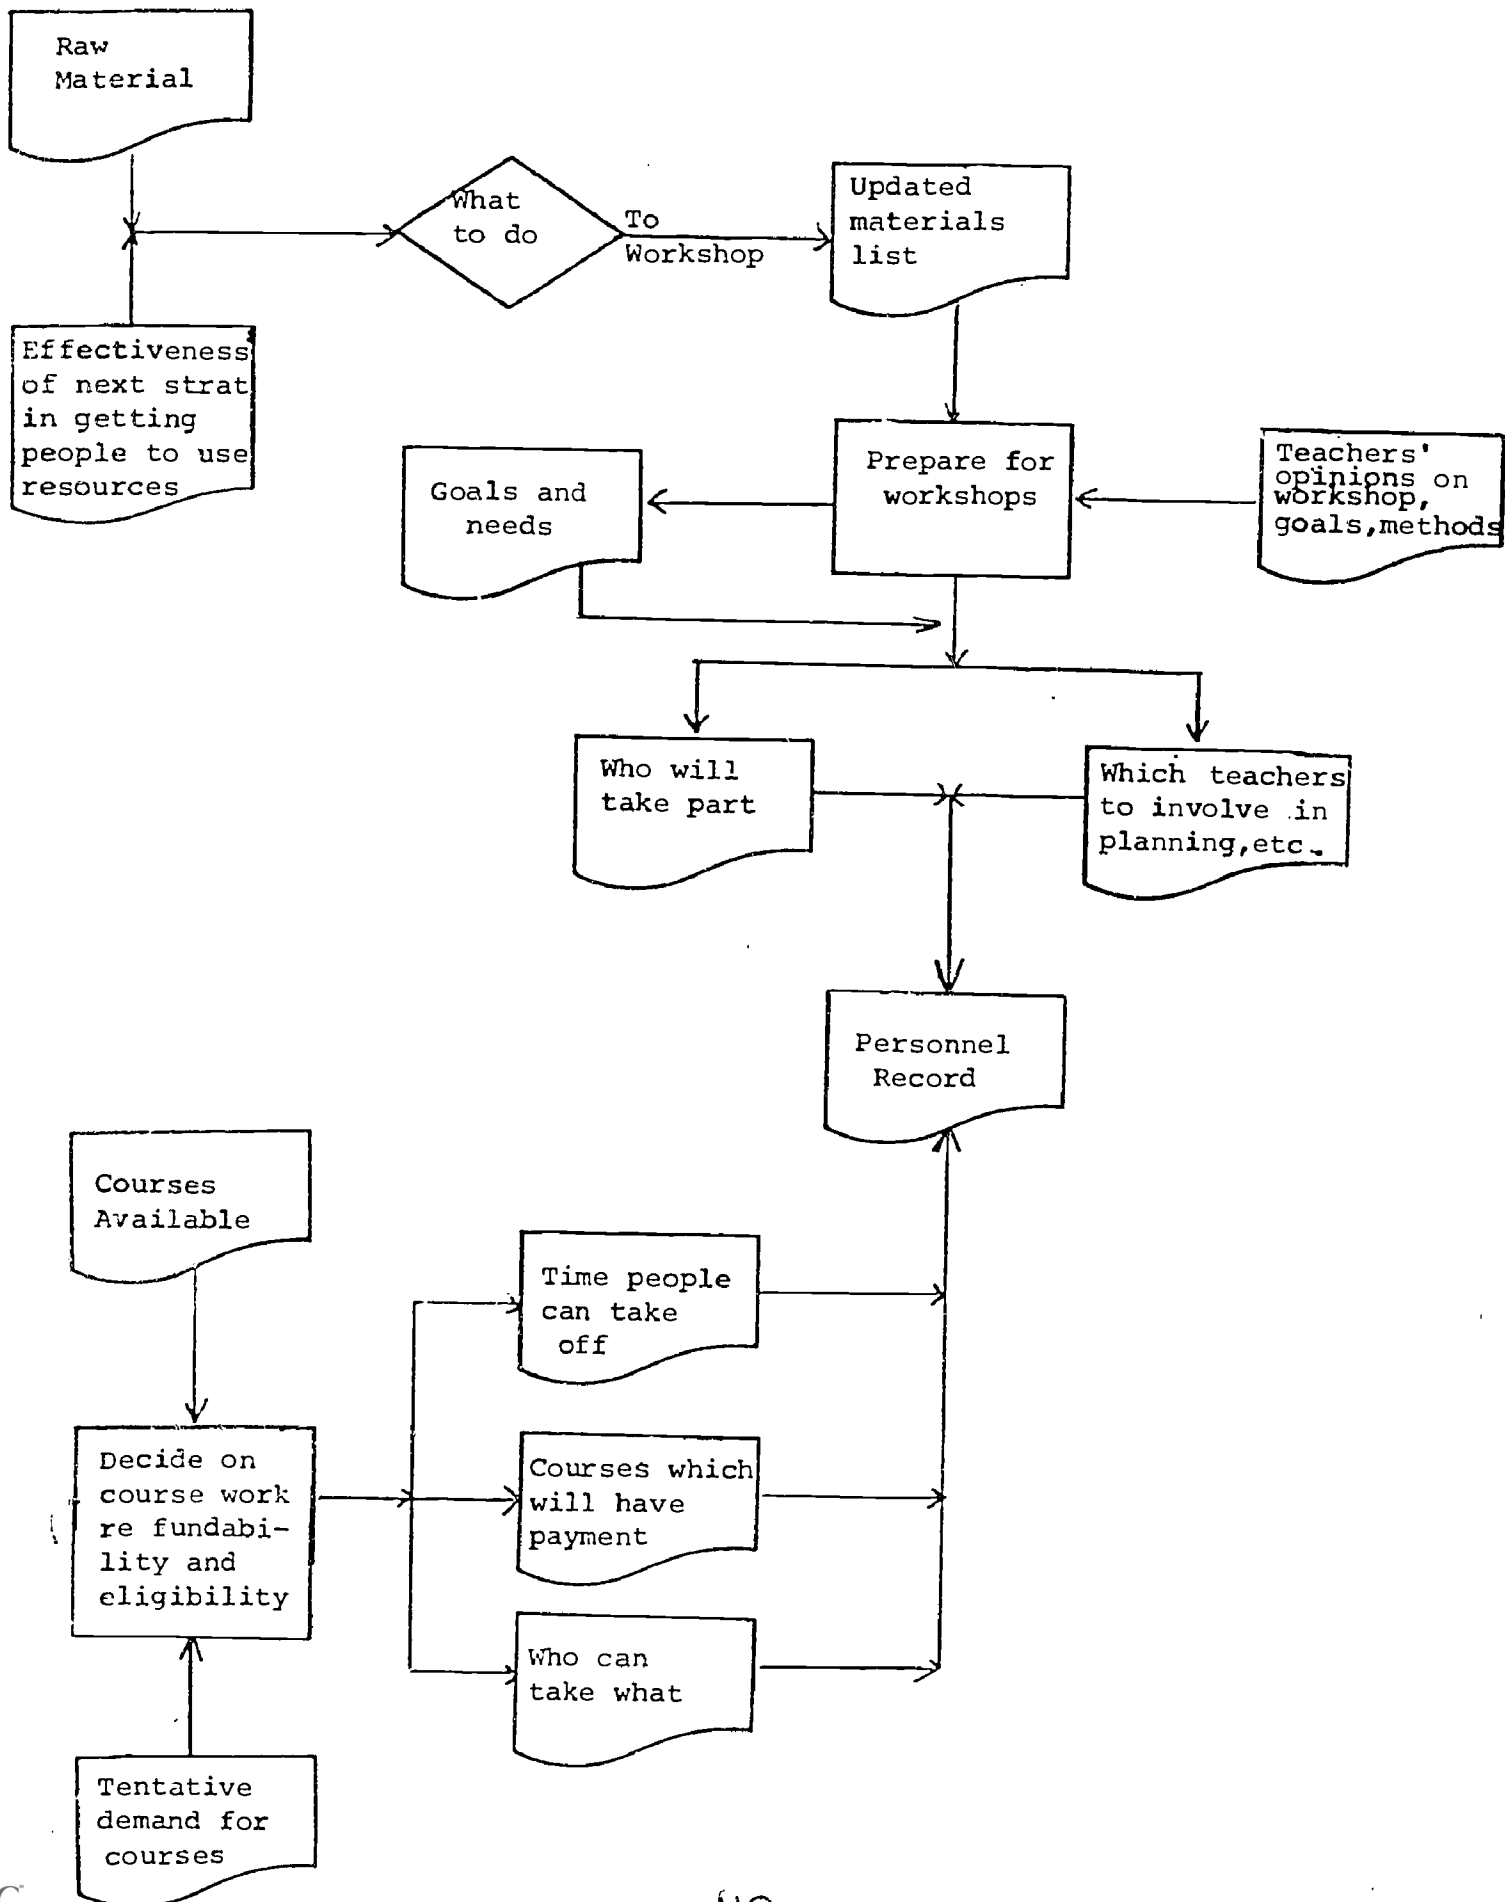 Raw
Material
What
to do
To
Workshop
Updated
materials
list
Effectiveness
of next strat
in getting
people to use
resources
Goals and
needs
Prepare for
workshops
Teachers'
opinions on
workshop,
goals,methods
Who will
take part
Which teachers
to involve in
planning,etc.
Personnel
Record
Courses
Available
Time people
can take
off
Decide on
course work
re fundabi-
lity and
eligibility
Courses which
will have
payment
Who can
take what
Tentative
demand for
courses